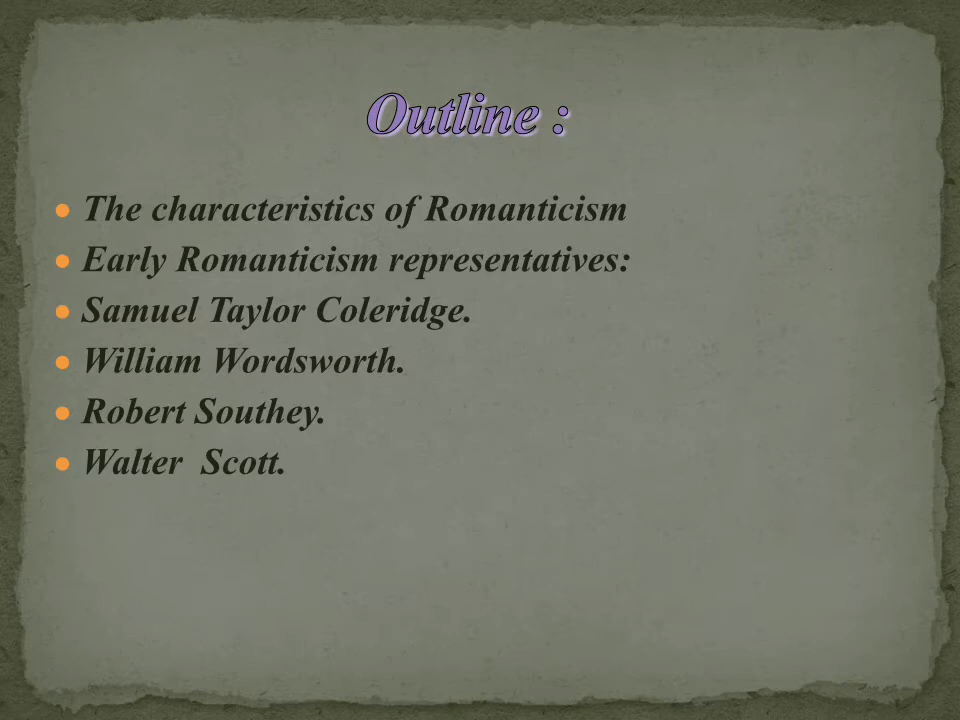 Outline :
• The characteristics of Romanticism
• Early Romanticism representatives:
• Samuel Taylor Coleridge.
• William Wordsworth.
• Robert Southey.
• Walter  Scott.